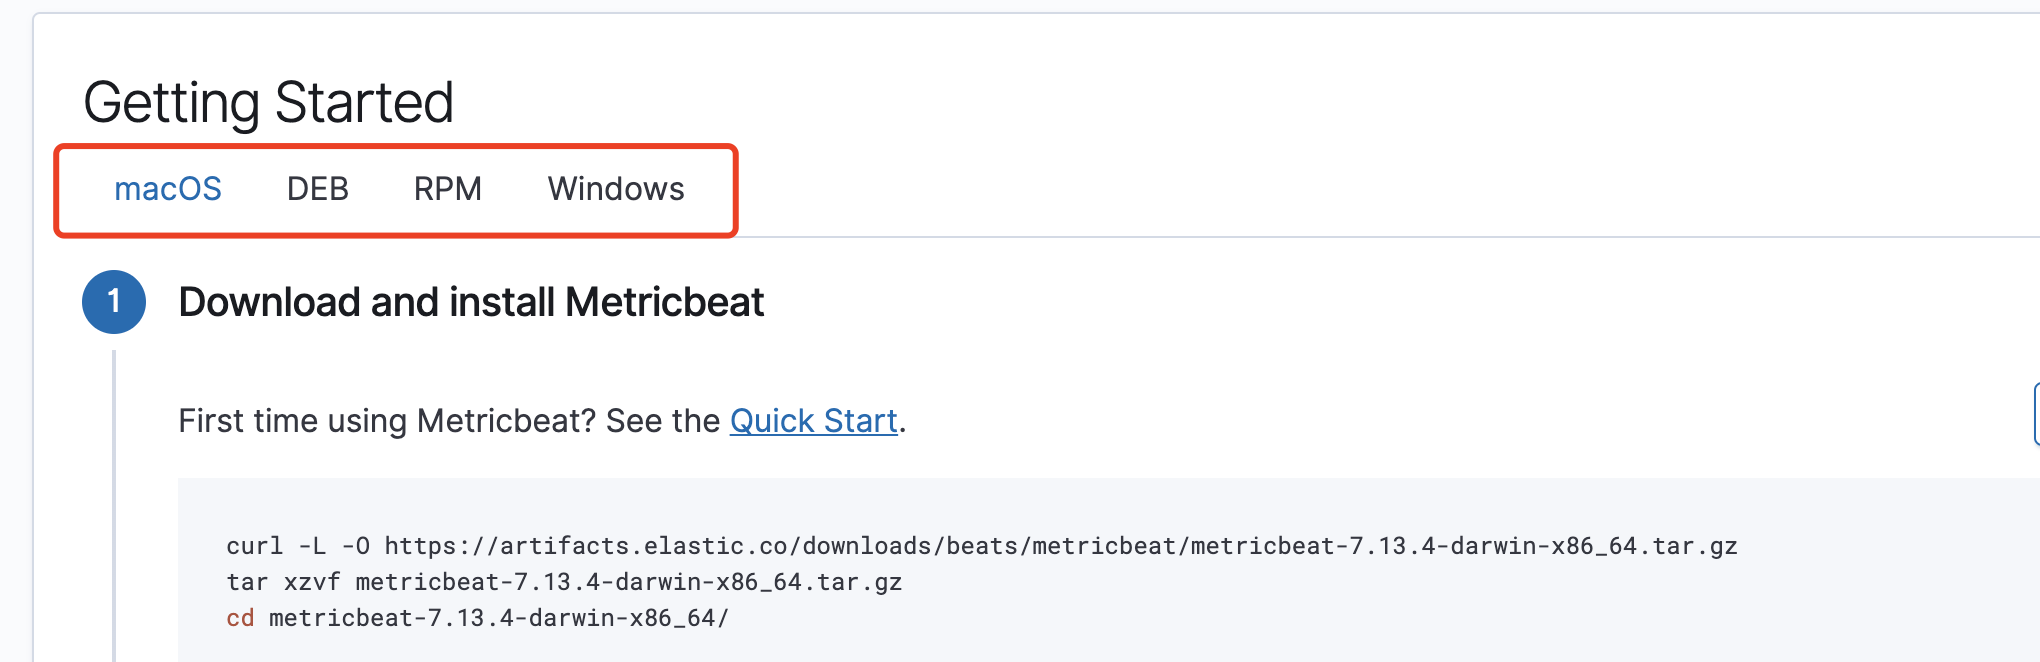 Getting Started
macOS DEB RPM Windows
1 Download and install Metricbeat
First time using Metricbeat? See the Quick Start.
curl -L -O https://artifacts.elastic.co/downloads/beats/metricbeat/metricbeat-7.13.4-darwin-x86_64.tar.gz
tar xzvf metricbeat-7.13.4-darwin-x86_64.tar.gz
cd metricbeat-7.13.4-darwin-x86_64/